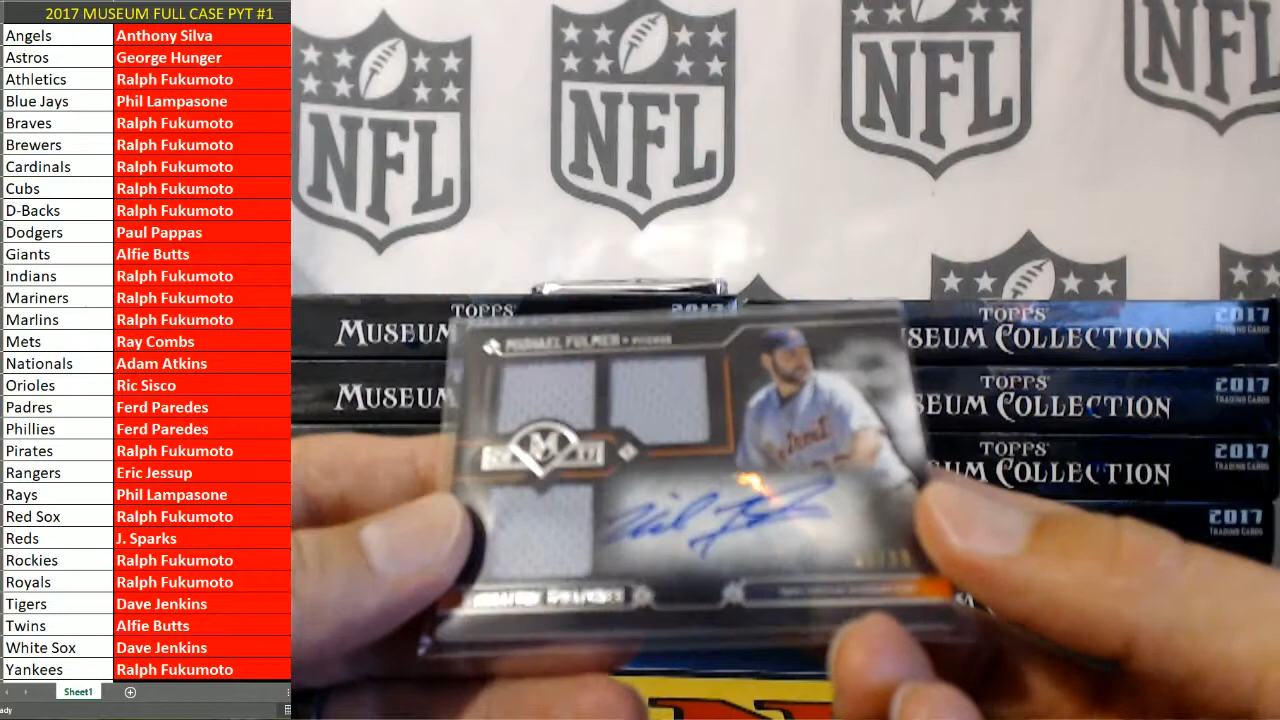 2017 MUSEUM FULL CASE PYT #1
Angels Anthony Silva
Astros George Hunger
Athletics Ralph Fukumoto
Blue Jays Phil Lampasone
Braves Ralph Fukumoto
Brewers Ralph Fukumoto
Cardinals Ralph Fukumoto
Cubs Ralph Fukumoto
D-Backs Ralph Fukumoto
Dodgers Paul Pappas
Giants Alfie Butts
Indians Ralph Fukumoto
Mariners Ralph Fukumoto
Marlins Ralph Fukumoto
Mets Ray Combs
Nationals Adam Atkins
Orioles Ric Sisco
Padres Ferd Paredes
Phillies Ferd Paredes
Pirates Ralph Fukumoto
Rangers Eric Jessup
Rays Phil Lampasone
Red Sox Ralph Fukumoto
Reds J. Sparks
Rockies Ralph Fukumoto
Royals Ralph Fukumoto
Tigers Dave Jenkins
Twins Alfie Butts
White Sox Dave Jenkins
Yankees Ralph Fukumoto
Sheet1
ady
NFL
NFL
NFL
NFL
TOPPS 2017
MUSEUM
TOPPS 2017
SEUM COLLECTION
MUSEUM
TOPPS 2017
SEUM COLLECTION TRADING CARDS
TOPPS 2017
COLLECTION TRADING CARDS
2017
TRADING CARDS
MICHAEL FULMER PITCHER
M
Detroit